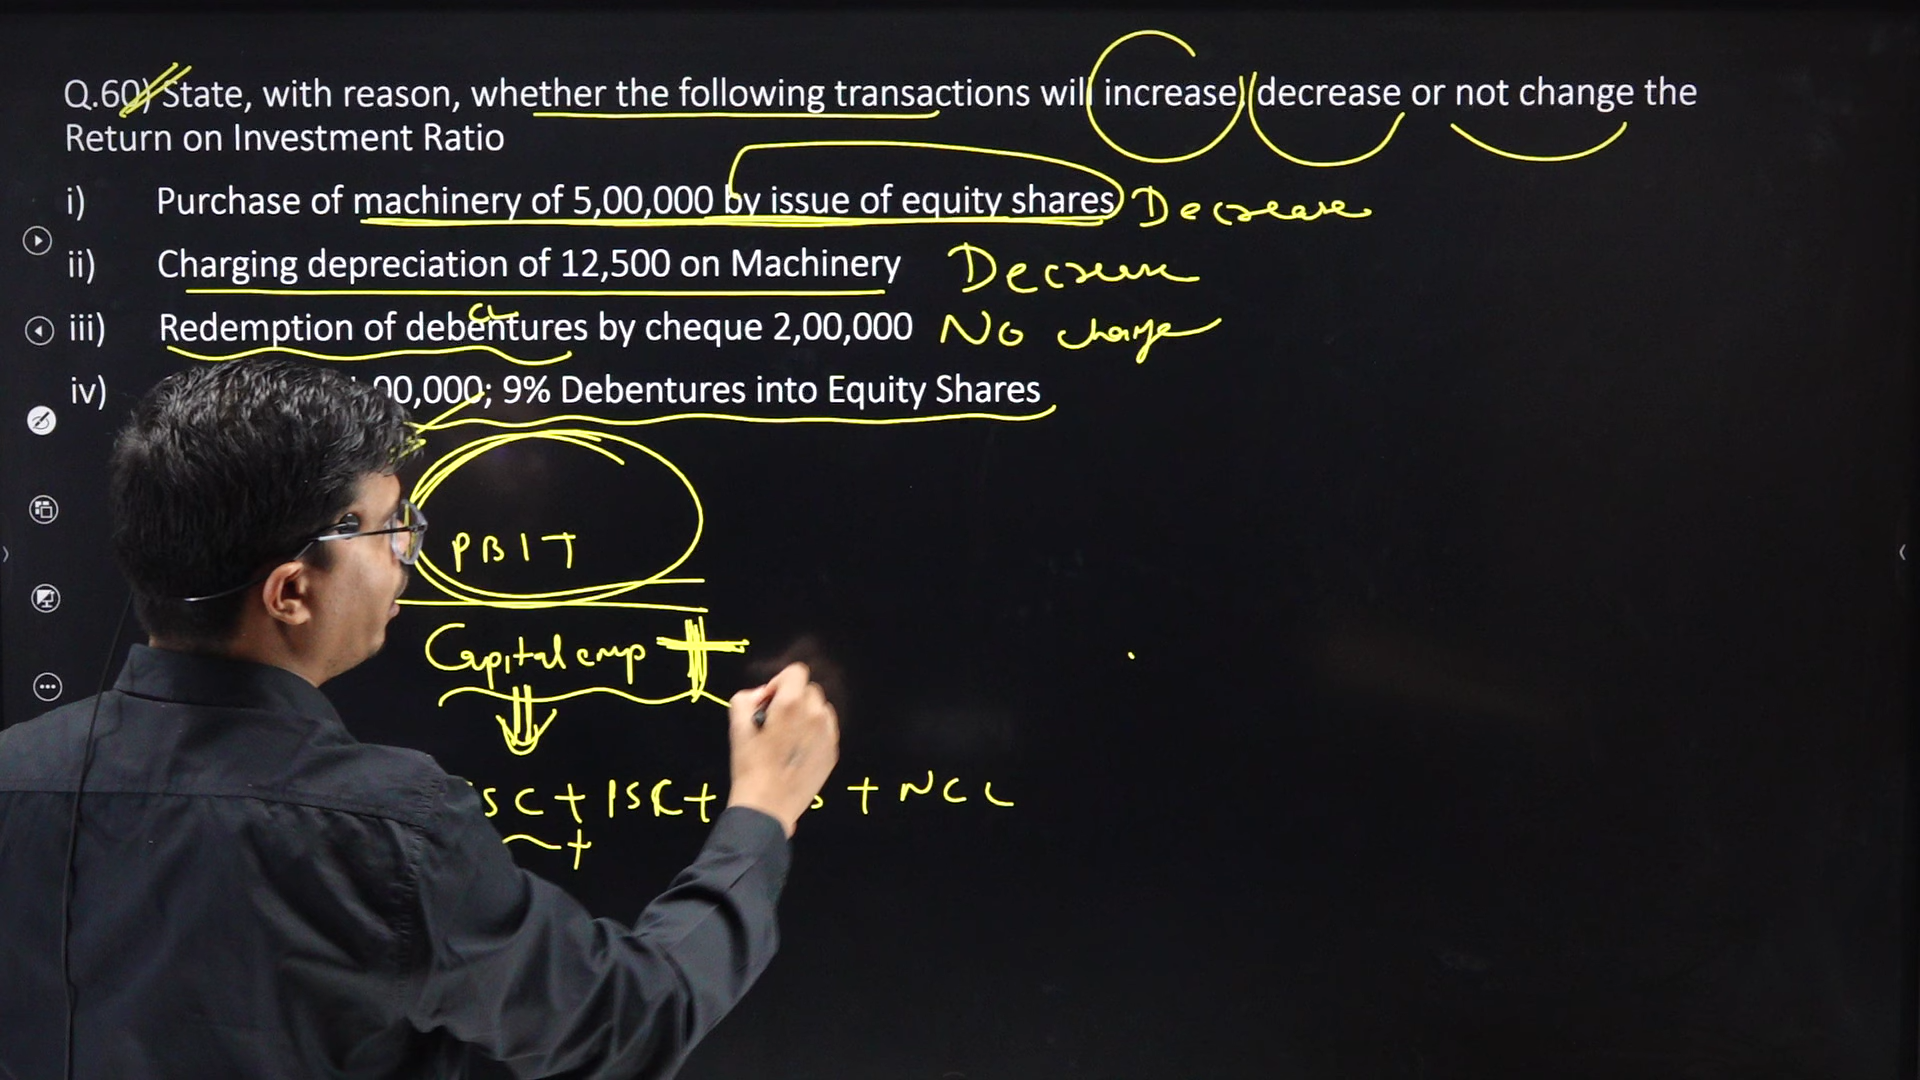 Q.60) State, with reason, whether the following transactions will increase, decrease or not change the
Return on Investment Ratio
i) Purchase of machinery of 5,00,000 by issue of equity shares Decrease
ii) Charging depreciation of 12,500 on Machinery Decrease
CL
iii) Redemption of debentures by cheque 2,00,000 No change
iv) 00,000; 9% Debentures into Equity Shares
PBIT
Capital emp
SC + + NCL
+